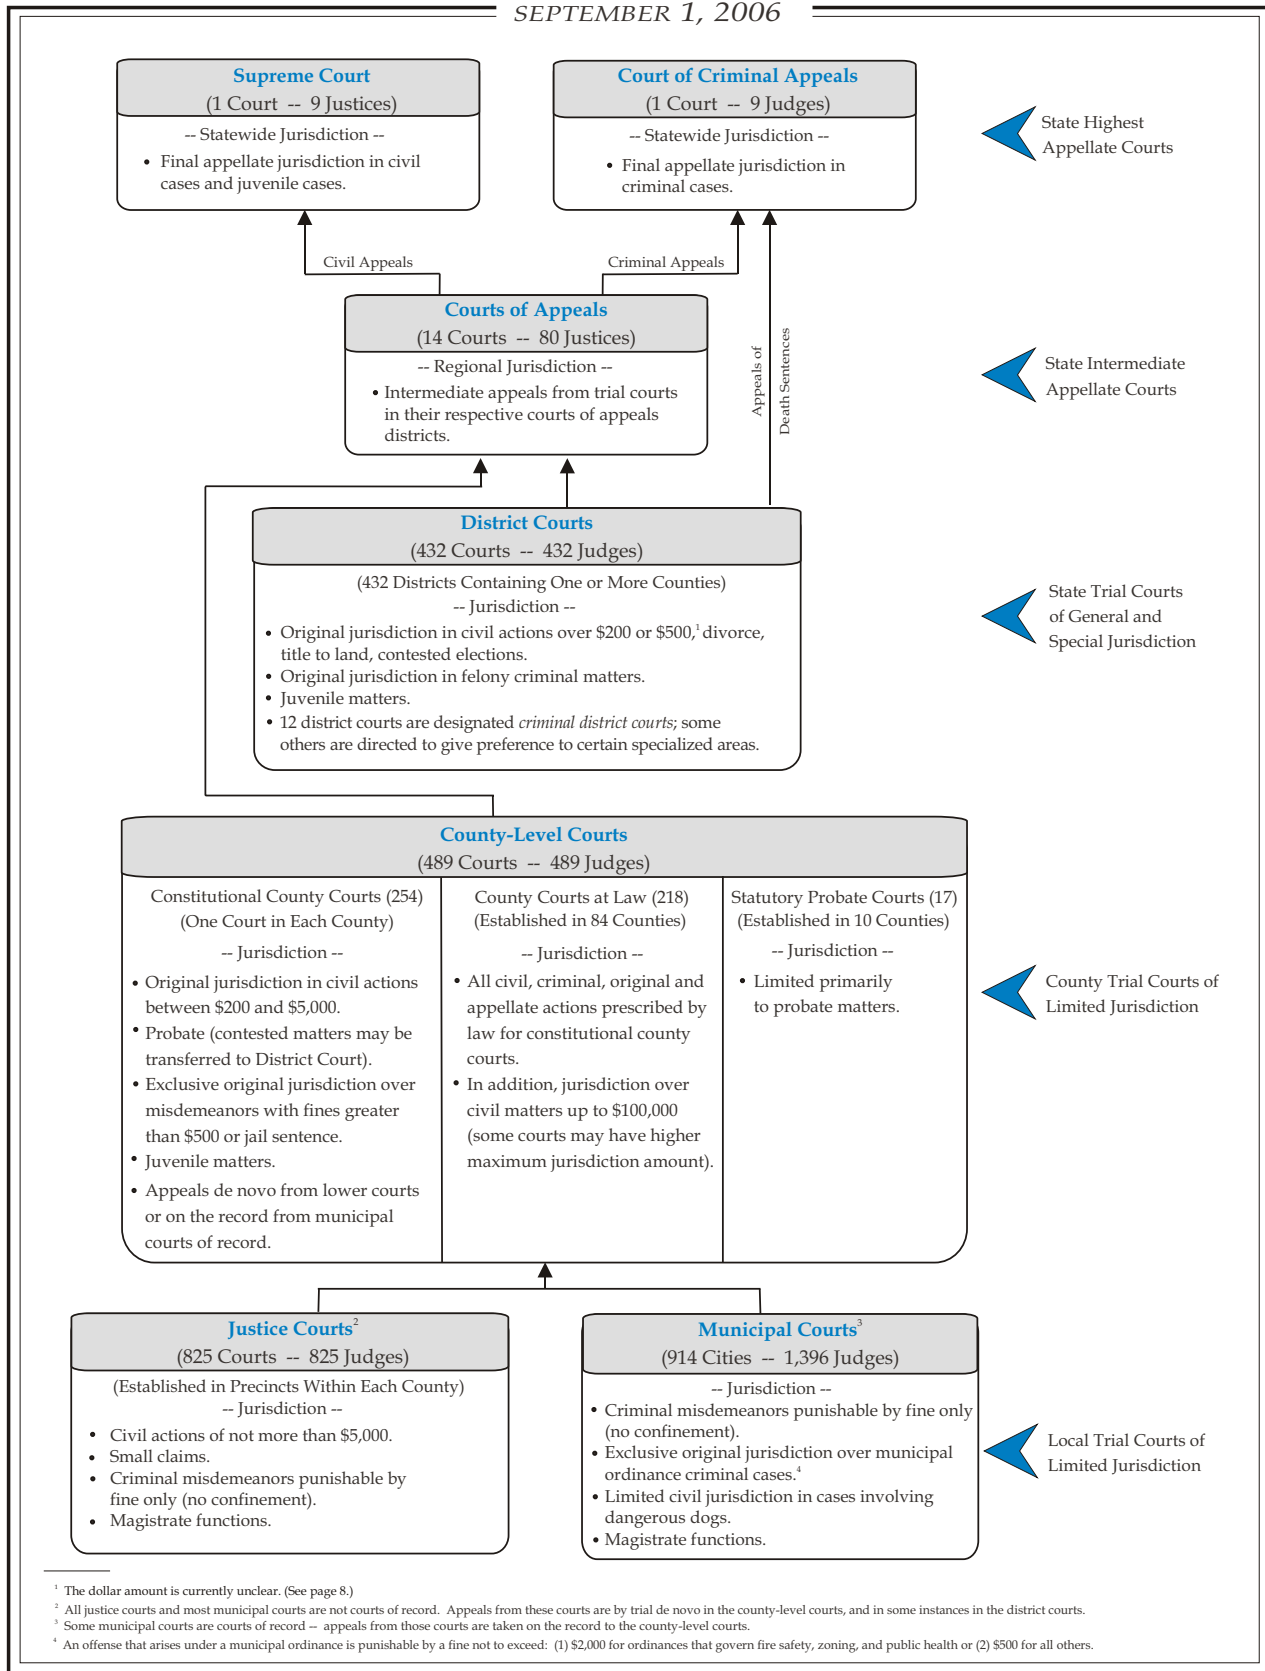 SEPTEMBER 1, 2006
Supreme Court
(1 Court -- 9 Justices)
-- Statewide Jurisdiction --
• Final appellate jurisdiction in civil
cases and juvenile cases.
Court of Criminal Appeals
(1 Court -- 9 Judges)
-- Statewide Jurisdiction --
• Final appellate jurisdiction in
criminal cases.
State Highest
Appellate Courts
Civil Appeals
Criminal Appeals
Appeals of
Death Sentences
Courts of Appeals
(14 Courts -- 80 Justices)
-- Regional Jurisdiction --
• Intermediate appeals from trial courts
in their respective courts of appeals
districts.
State Intermediate
Appellate Courts
District Courts
(432 Courts -- 432 Judges)
(432 Districts Containing One or More Counties)
-- Jurisdiction --
• Original jurisdiction in civil actions over $200 or $500,¹ divorce,
title to land, contested elections.
• Original jurisdiction in felony criminal matters.
• Juvenile matters.
• 12 district courts are designated criminal district courts; some
others are directed to give preference to certain specialized areas.
State Trial Courts
of General and
Special Jurisdiction
County-Level Courts
(489 Courts -- 489 Judges)
Constitutional County Courts (254)
(One Court in Each County)
-- Jurisdiction --
• Original jurisdiction in civil actions
between $200 and $5,000.
• Probate (contested matters may be
transferred to District Court).
• Exclusive original jurisdiction over
misdemeanors with fines greater
than $500 or jail sentence.
• Juvenile matters.
• Appeals de novo from lower courts
or on the record from municipal
courts of record.
County Courts at Law (218)
(Established in 84 Counties)
-- Jurisdiction --
• All civil, criminal, original and
appellate actions prescribed by
law for constitutional county
courts.
• In addition, jurisdiction over
civil matters up to $100,000
(some courts may have higher
maximum jurisdiction amount).
Statutory Probate Courts (17)
(Established in 10 Counties)
-- Jurisdiction --
• Limited primarily
to probate matters.
County Trial Courts of
Limited Jurisdiction
Justice Courts²
(825 Courts -- 825 Judges)
(Established in Precincts Within Each County)
-- Jurisdiction --
• Civil actions of not more than $5,000.
• Small claims.
• Criminal misdemeanors punishable by
fine only (no confinement).
• Magistrate functions.
Municipal Courts³
(914 Cities -- 1,396 Judges)
-- Jurisdiction --
• Criminal misdemeanors punishable by fine only
(no confinement).
• Exclusive original jurisdiction over municipal
ordinance criminal cases.⁴
• Limited civil jurisdiction in cases involving
dangerous dogs.
• Magistrate functions.
Local Trial Courts of
Limited Jurisdiction
¹ The dollar amount is currently unclear. (See page 8.)
² All justice courts and most municipal courts are not courts of record. Appeals from these courts are by trial de novo in the county-level courts, and in some instances in the district courts.
³ Some municipal courts are courts of record -- appeals from those courts are taken on the record to the county-level courts.
⁴ An offense that arises under a municipal ordinance is punishable by a fine not to exceed: (1) $2,000 for ordinances that govern fire safety, zoning, and public health or (2) $500 for all others.